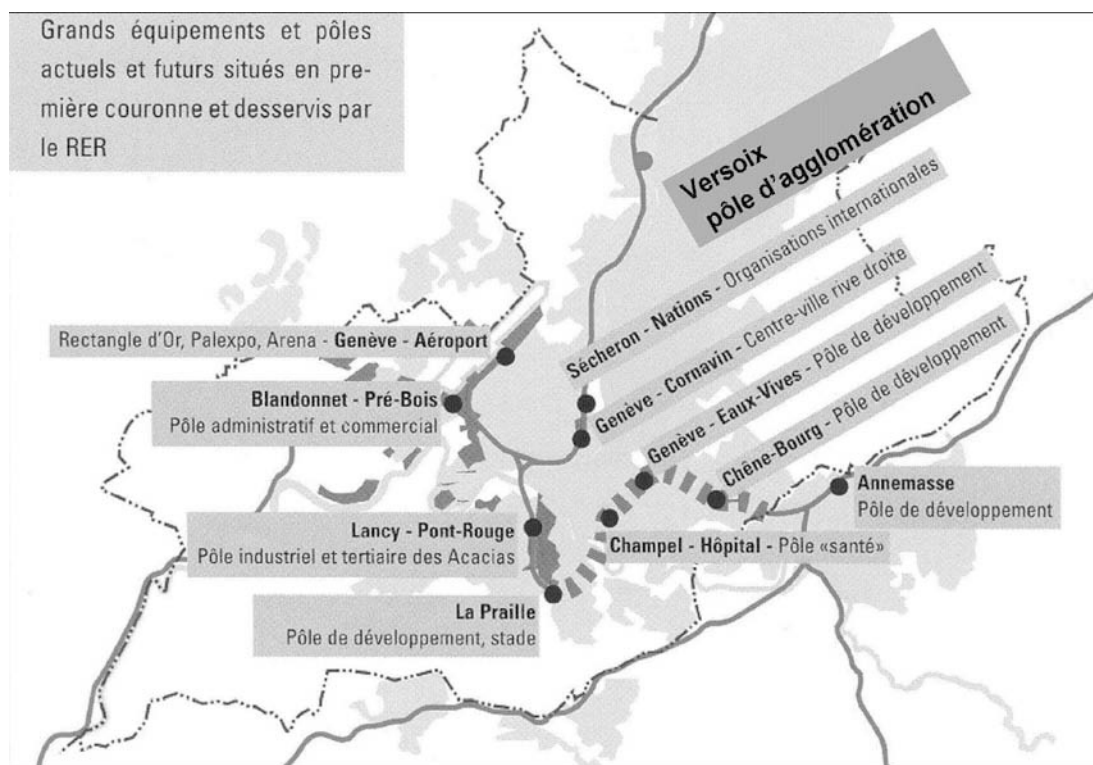 Grands équipements et pôles
actuels et futurs situés en pre-
mière couronne et desservis par
le RER
Versoix
pôle d'agglomération
Sécheron - Nations - Organisations internationales
Genève - Cornavin - Centre-ville rive droite
Genève - Eaux-Vives - Pôle de développement
Chêne-Bourg - Pôle de développement
Rectangle d'Or, Palexpo, Arena - Genève - Aéroport
Blandonnet - Pré-Bois
Pôle administratif et commercial
Annemasse
Pôle de développement
Lancy - Pont-Rouge
Pôle industriel et tertiaire des Acacias
Champel - Hôpital - Pôle «santé»
La Praille
Pôle de développement, stade